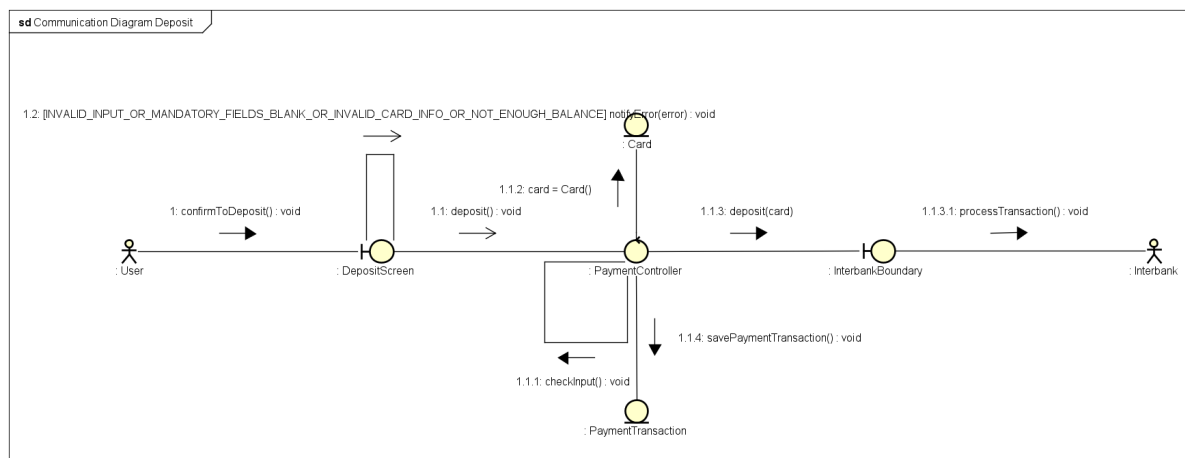 sd Communication Diagram Deposit
1.2: [INVALID_INPUT_OR_MANDATORY_FIELDS_BLANK_OR_INVALID_CARD_INFO_OR_NOT_ENOUGH_BALANCE] notifyError(error) : void
: Card
1.1.2: card = Card()
1: confirmToDeposit() : void
1.1: deposit() : void
1.1.3: deposit(card)
1.1.3.1: processTransaction() : void
: User
: DepositScreen
: PaymentController
: InterbankBoundary
: Interbank
1.1.4: savePaymentTransaction() : void
1.1.1: checkInput() : void
: PaymentTransaction